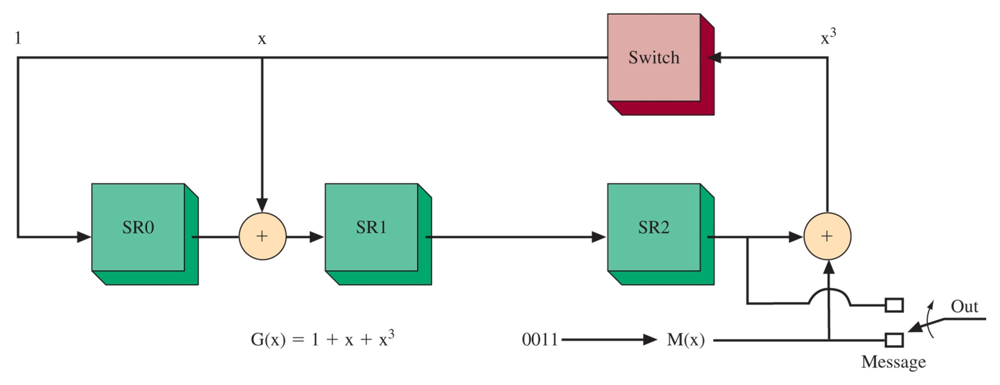 1
x
Switch
x³
SR0
+
SR1
SR2
+
Out
G(x) = 1 + x + x³
0011
M(x)
Message